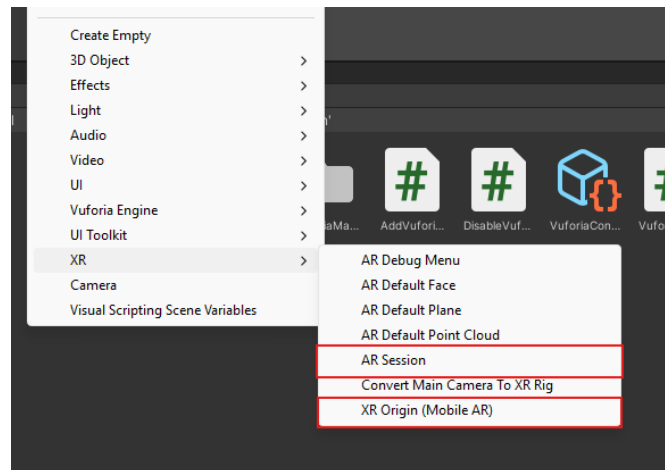 Create Empty
3D Object
Effects
Light
Audio
Video
UI
Vuforia Engine
UI Toolkit
XR
Camera
Visual Scripting Scene Variables
iaMa... AddVufori... DisableVuf... VuforiaCon... Vufo
AR Debug Menu
AR Default Face
AR Default Plane
AR Default Point Cloud
AR Session
Convert Main Camera To XR Rig
XR Origin (Mobile AR)